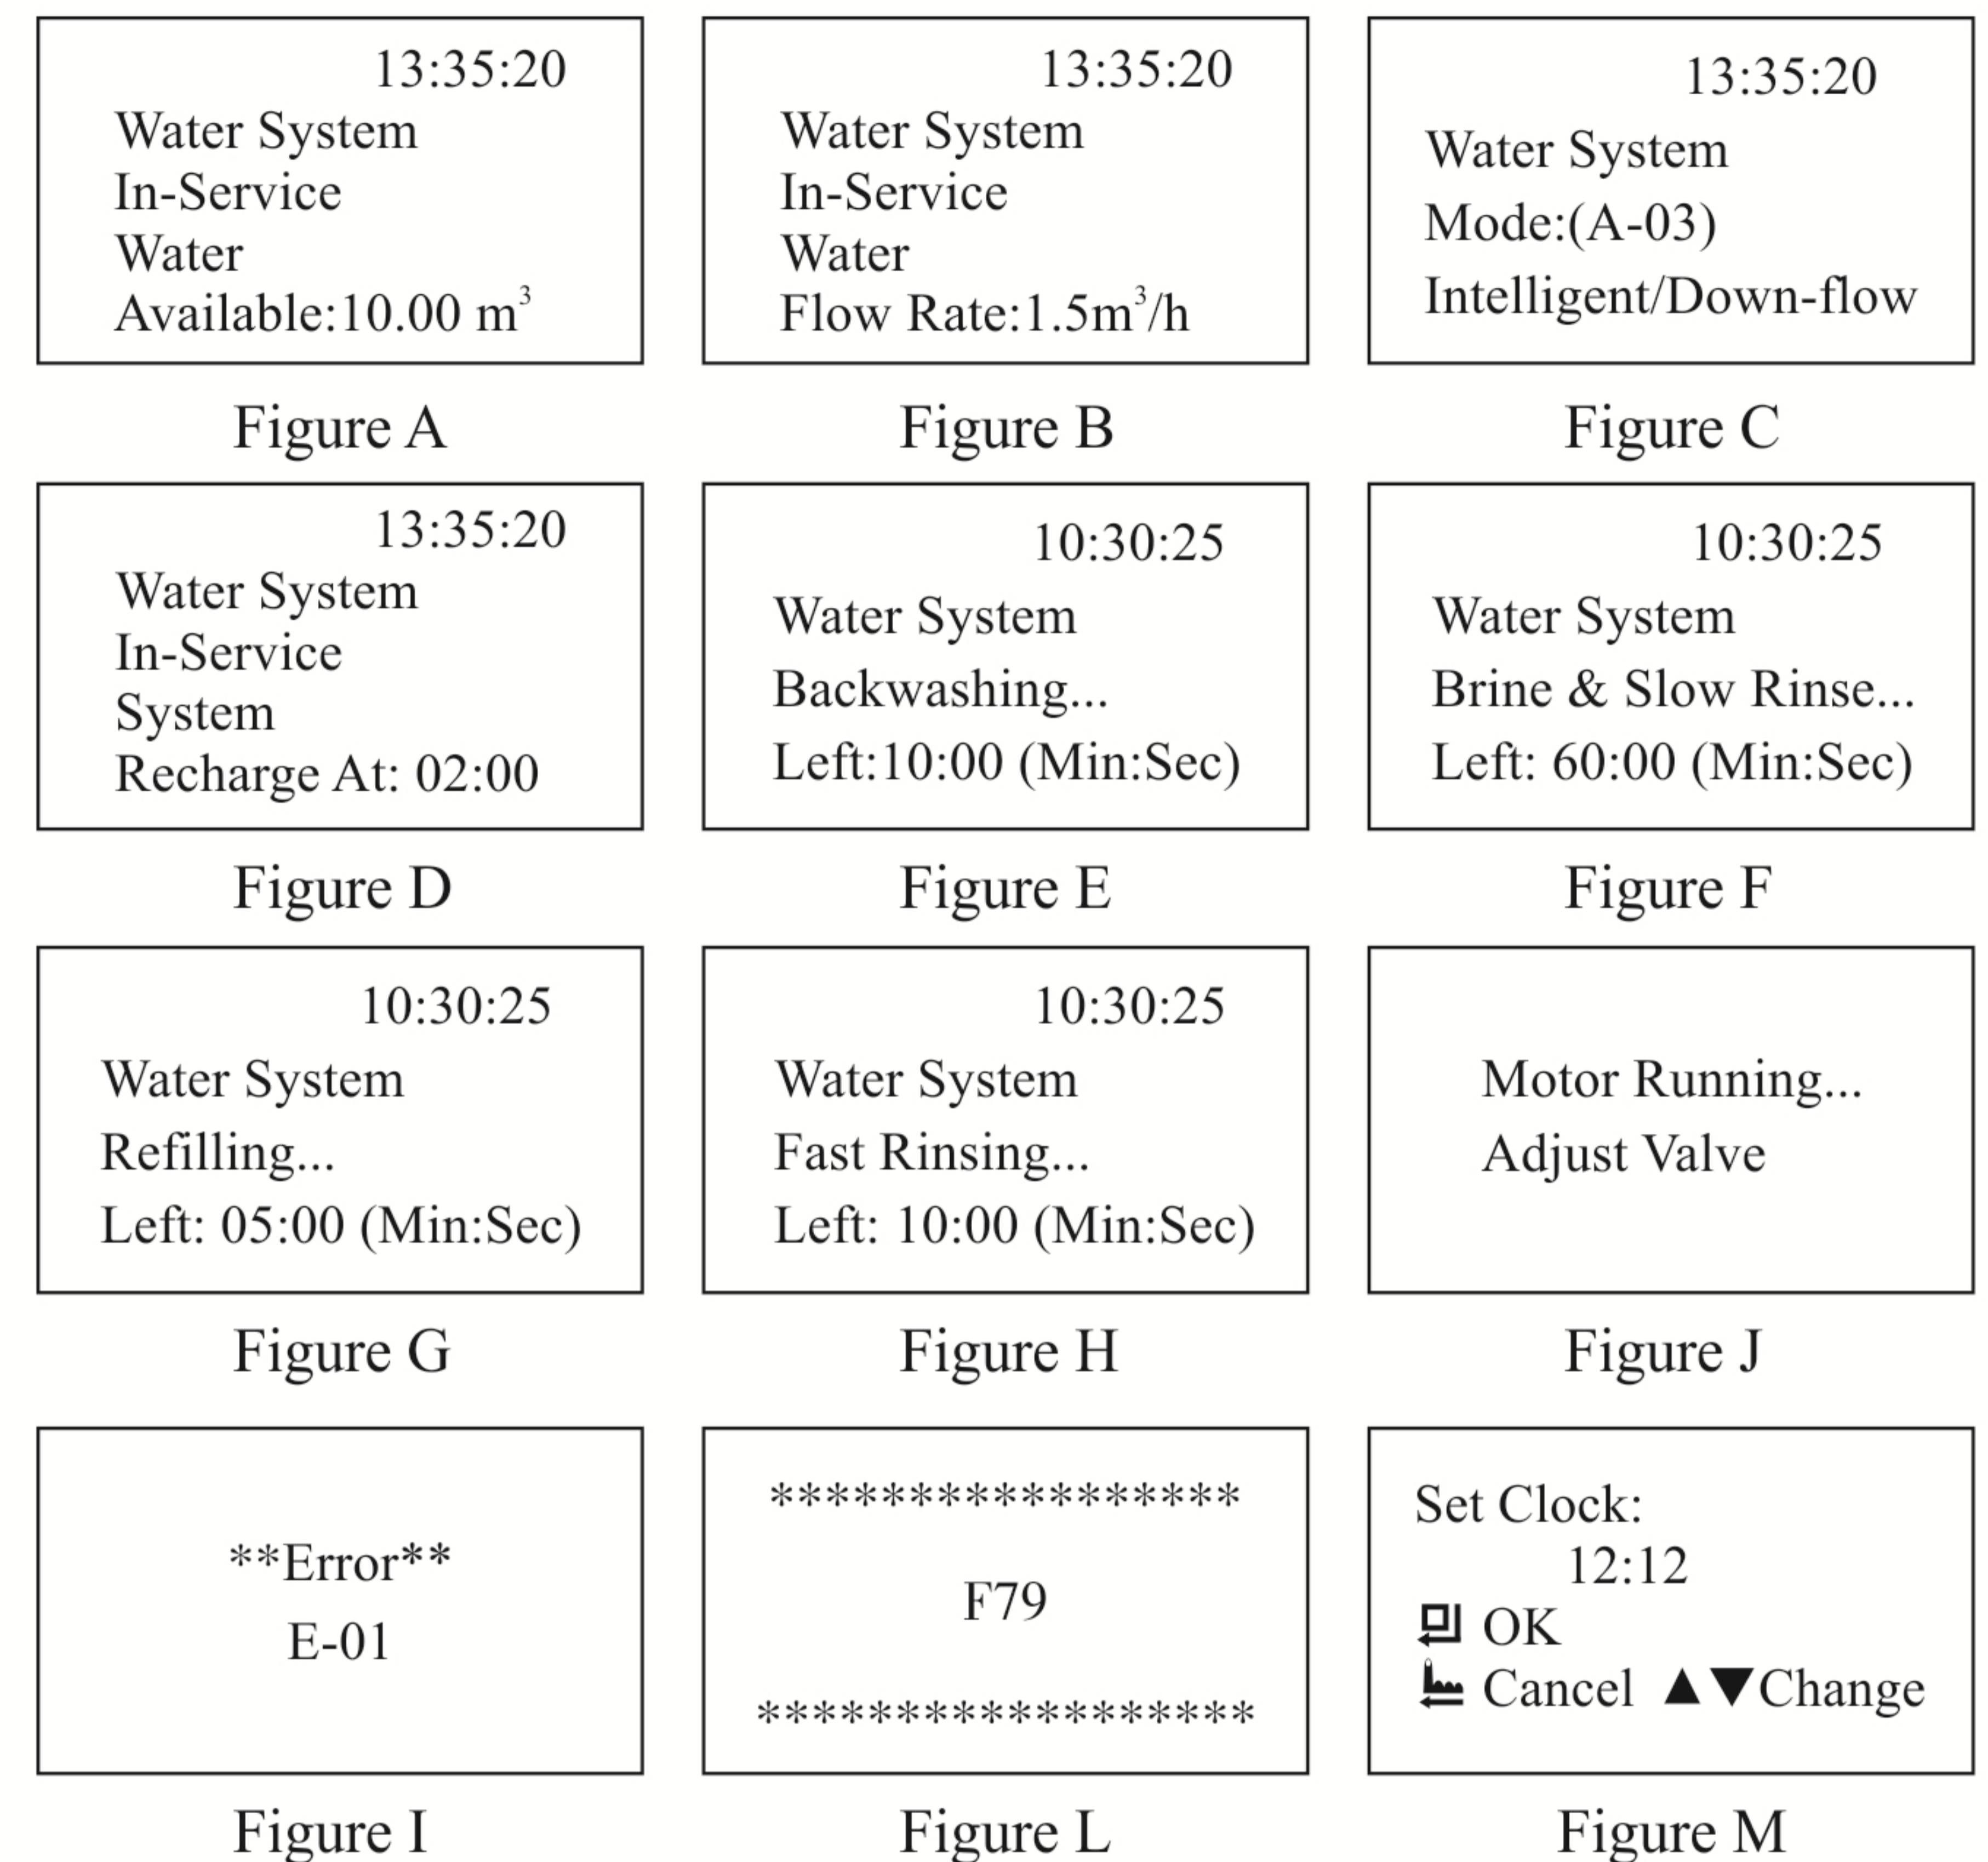 13:35:20
Water System
In-Service
Water
Available:10.00 m³
Figure A
13:35:20
Water System
In-Service
Water
Flow Rate:1.5m³/h
Figure B
13:35:20
Water System
Mode:(A-03)
Intelligent/Down-flow
Figure C
13:35:20
Water System
In-Service
System
Recharge At: 02:00
Figure D
10:30:25
Water System
Backwashing...
Left:10:00 (Min:Sec)
Figure E
10:30:25
Water System
Brine & Slow Rinse...
Left: 60:00 (Min:Sec)
Figure F
10:30:25
Water System
Refilling...
Left: 05:00 (Min:Sec)
Figure G
10:30:25
Water System
Fast Rinsing...
Left: 10:00 (Min:Sec)
Figure H
Motor Running...
Adjust Valve
Figure J
**Error**
E-01
Figure I
*****************
F79
******************
Figure L
Set Clock:
12:12
OK
Cancel ▲▼Change
Figure M